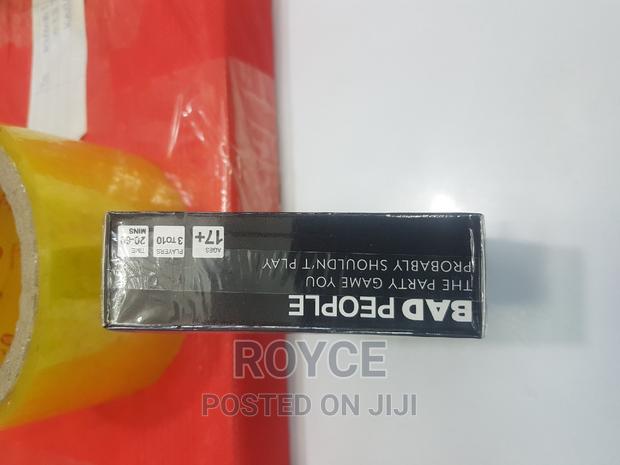 BAD PEOPLE
THE PARTY GAME YOU
PROBABLY SHOULDN'T PLAY
AGES
17+
PLAYERS
3 TO 10
TIME
MINS
ROYCE
POSTED ON JIJI